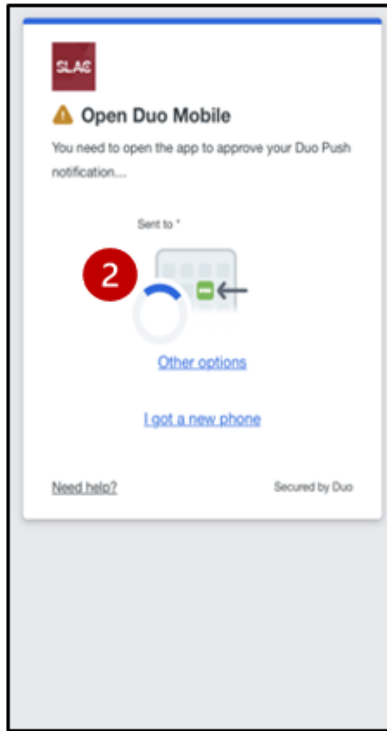 SLAC
Open Duo Mobile
You need to open the app to approve your Duo Push
notification...
Sent to *
2
Other options
I got a new phone
Need help?
Secured by Duo